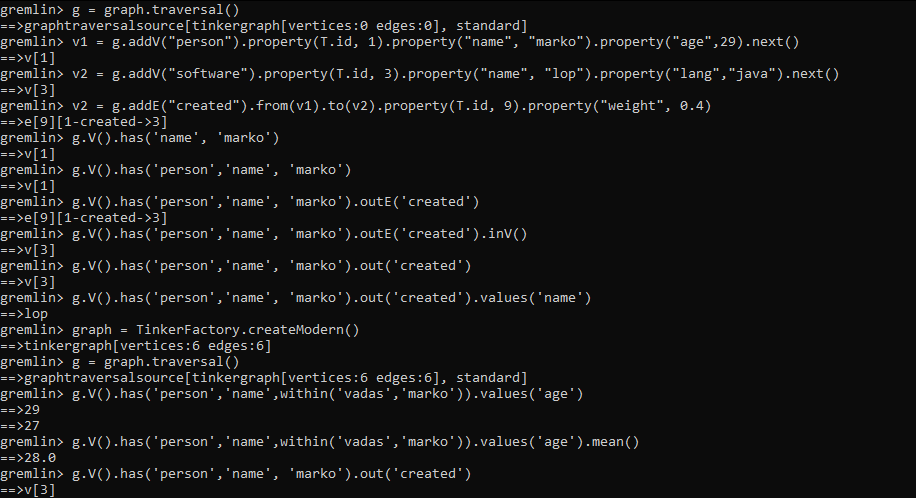 gremlin> g = graph.traversal()
==>graphtraversalsource[tinkergraph[vertices:0 edges:0], standard]
gremlin> v1 = g.addV("person").property(T.id, 1).property("name", "marko").property("age",29).next()
==>v[1]
gremlin> v2 = g.addV("software").property(T.id, 3).property("name", "lop").property("lang","java").next()
==>v[3]
gremlin> v2 = g.addE("created").from(v1).to(v2).property(T.id, 9).property("weight", 0.4)
==>e[9][1-created->3]
gremlin> g.V().has('name', 'marko')
==>v[1]
gremlin> g.V().has('person','name', 'marko')
==>v[1]
gremlin> g.V().has('person','name', 'marko').outE('created')
==>e[9][1-created->3]
gremlin> g.V().has('person','name', 'marko').outE('created').inV()
==>v[3]
gremlin> g.V().has('person','name', 'marko').out('created')
==>v[3]
gremlin> g.V().has('person','name', 'marko').out('created').values('name')
==>lop
gremlin> graph = TinkerFactory.createModern()
==>tinkergraph[vertices:6 edges:6]
gremlin> g = graph.traversal()
==>graphtraversalsource[tinkergraph[vertices:6 edges:6], standard]
gremlin> g.V().has('person','name',within('vadas','marko')).values('age')
==>29
==>27
gremlin> g.V().has('person','name',within('vadas','marko')).values('age').mean()
==>28.0
gremlin> g.V().has('person','name', 'marko').out('created')
==>v[3]